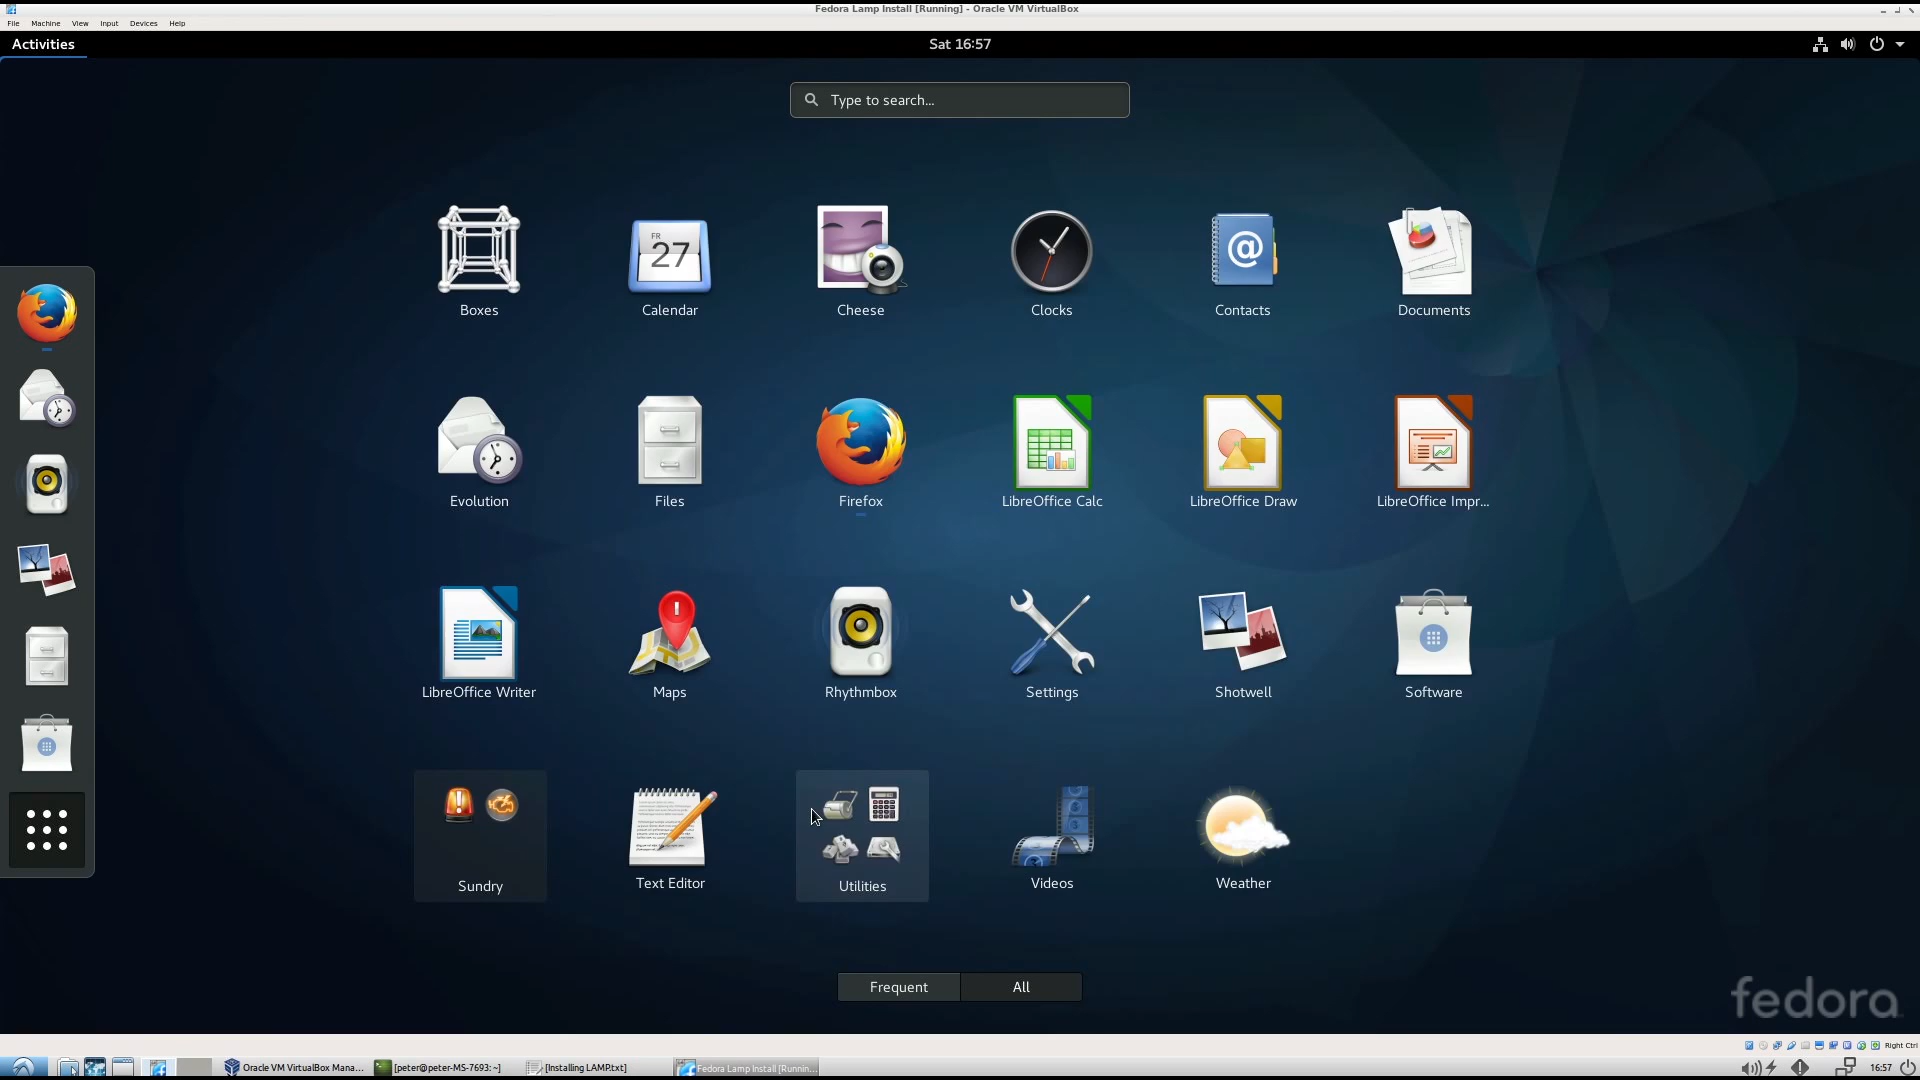 Fedora Lamp Install [Running] - Oracle VM VirtualBox
File Machine View Input Devices Help
Activities
Sat 16:57
Type to search...
Boxes
FR
27
Calendar
Cheese
Clocks
@
Contacts
Documents
Evolution
Files
Firefox
LibreOffice Calc
LibreOffice Draw
LibreOffice Impr...
LibreOffice Writer
Maps
Rhythmbox
Settings
Shotwell
Software
Sundry
Text Editor
Utilities
Videos
Weather
Frequent
All
fedora
Right Ctrl
Oracle VM VirtualBox Mana...
[peter@peter-MS-7693: ~]
[Installing LAMP.txt]
Fedora Lamp Install [Runnin...
16:57